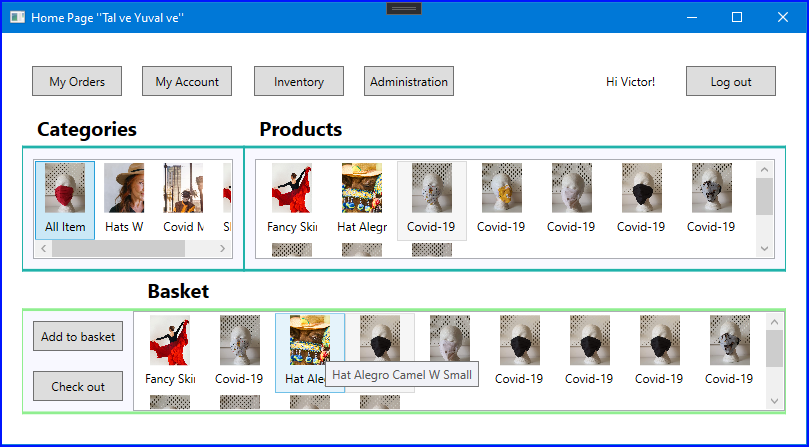 Home Page "Tal ve Yuval ve"
My Orders
My Account
Inventory
Administration
Hi Victor!
Log out
Categories
Products
All Item
Hats W
Covid
Fancy Skir
Hat Alegr
Covid-19
Covid-19
Covid-19
Covid-19
Covid-19
Basket
Add to basket
Check out
Fancy Skir
Covid-19
Hat Aleg
Hat Alegro Camel W Small
Covid-19
Covid-19
Covid-19
Covid-19